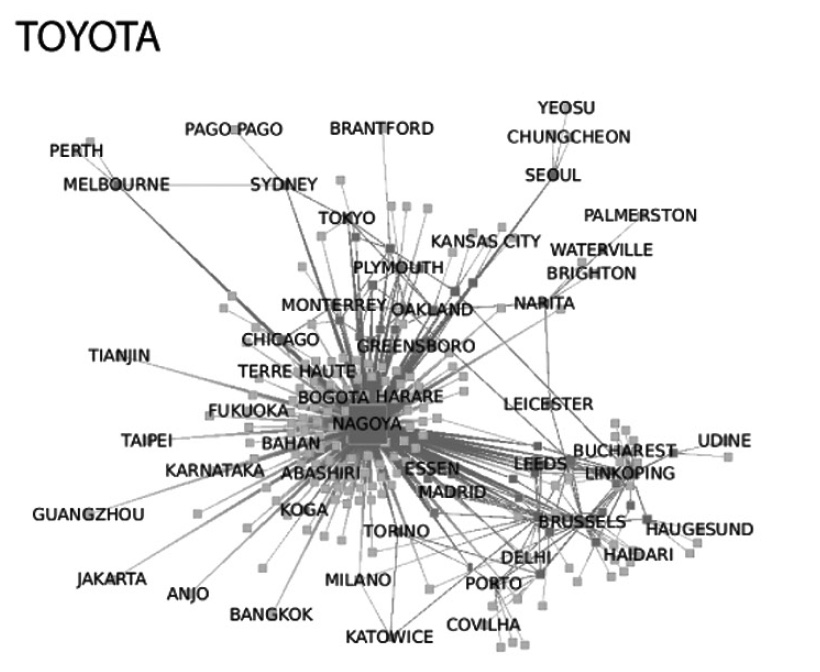 TOYOTA
YEOSU
PAGO PAGO
BRANTFORD
CHUNGCHEON
PERTH
SEOUL
MELBOURNE
SYDNEY
TOKYO
PALMERSTON
KANSAS CITY
WATERVILLE
PLYMOUTH
BRIGHTON
MONTERREY
OAKLAND
NARITA
CHICAGO
GREENSBORO
TIANJIN
TERRE HAUTE
BOGOTA
HARARE
LEICESTER
FUKUOKA
NAGOYA
TAIPEI
BAHAN
UDINE
BUCHAREST
KARNATAKA
ABASHIRI
ESSEN
LEEDS
LINKOPING
MADRID
KOGA
GUANGZHOU
BRUSSELS
TORINO
HAUGESUND
DELHI
HAIDARI
JAKARTA
MILANO
PORTO
ANJO
BANGKOK
COVILHA
KATOWICE